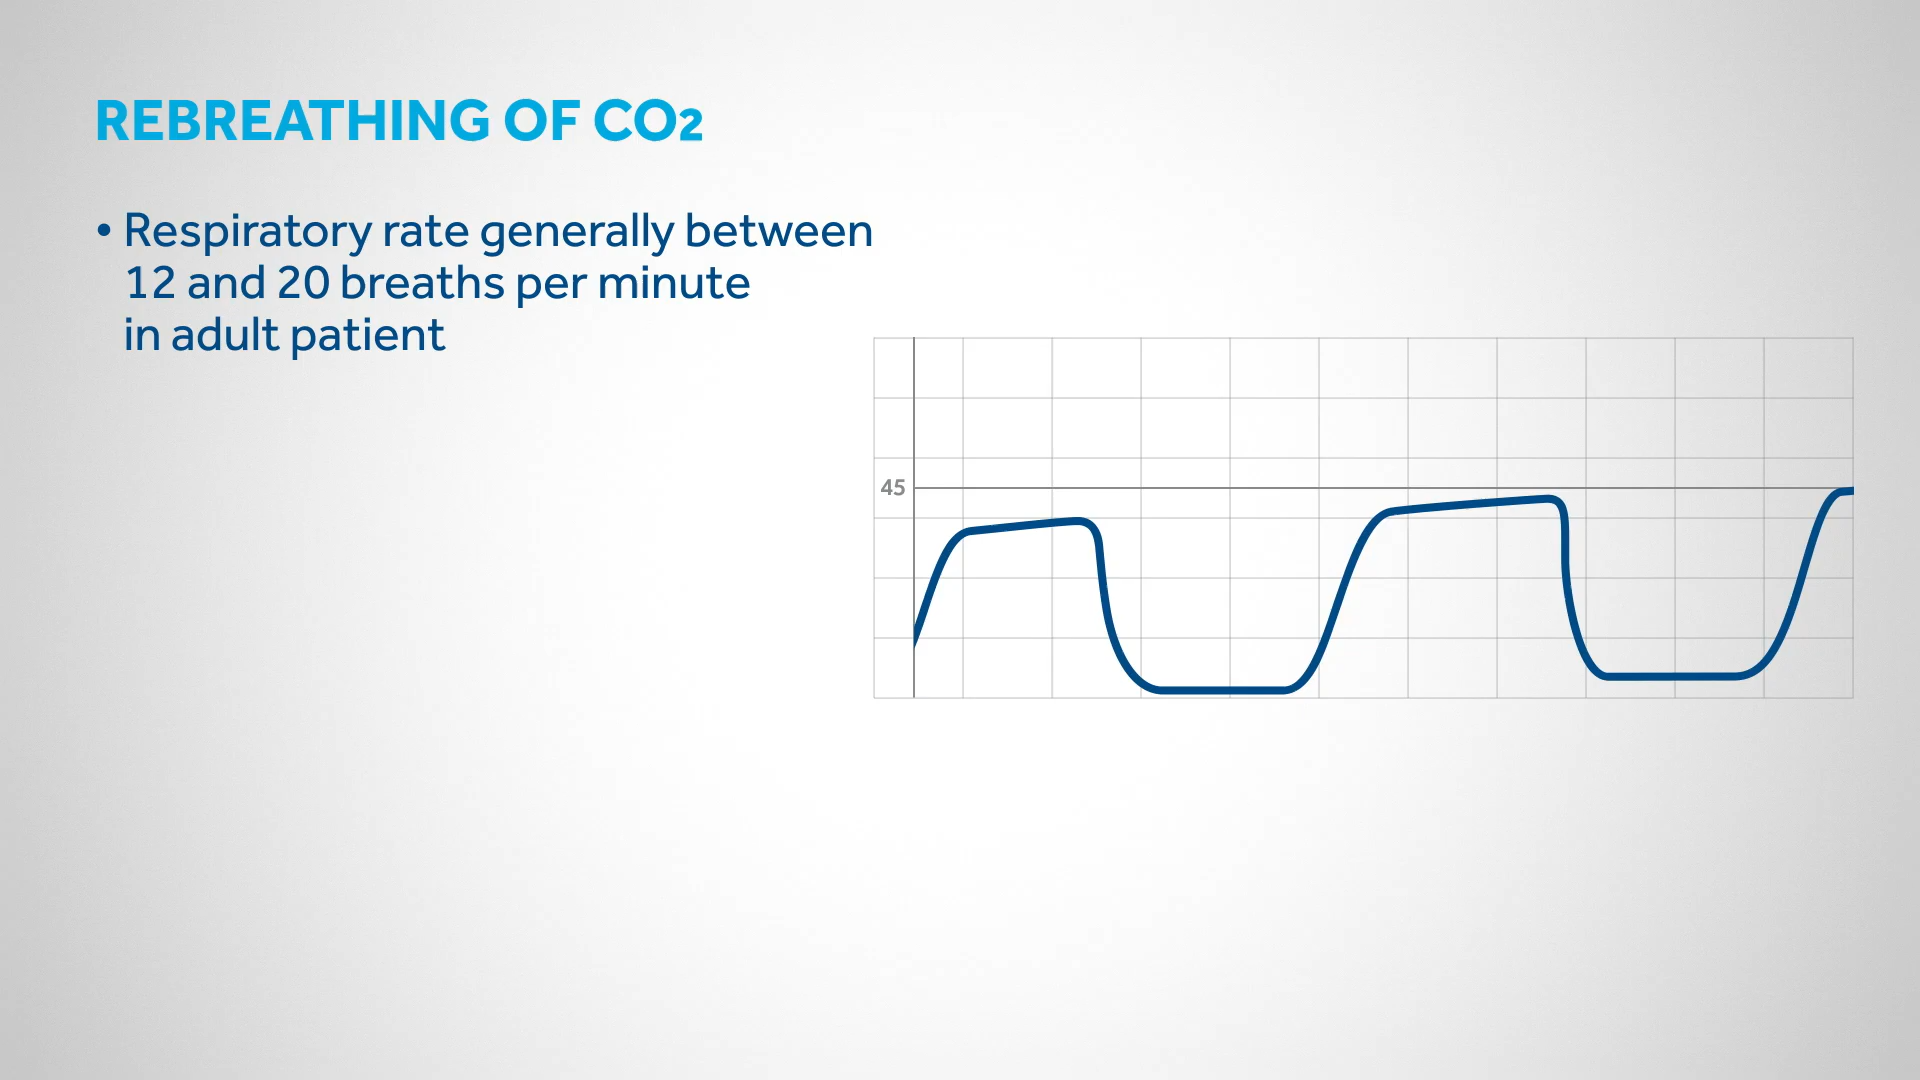 REBREATHING OF CO2
• Respiratory rate generally between
12 and 20 breaths per minute
in adult patient
45